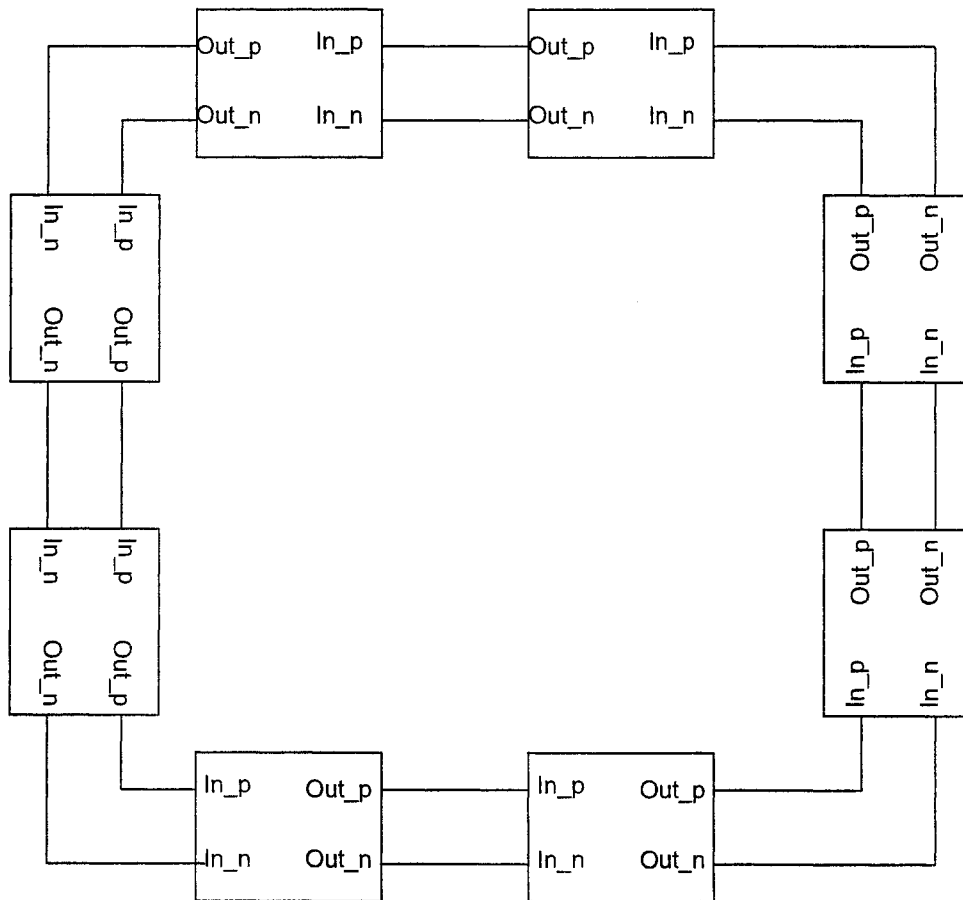 Out_p In_p Out_p In_p
Out_n In_n Out_n In_n
In_n In_p Out_p Out_n
Out_n Out_p In_p In_n
In_n In_p Out_p Out_n
Out_n Out_p In_p In_n
In_p Out_p In_p Out_p
In_n Out_n In_n Out_n